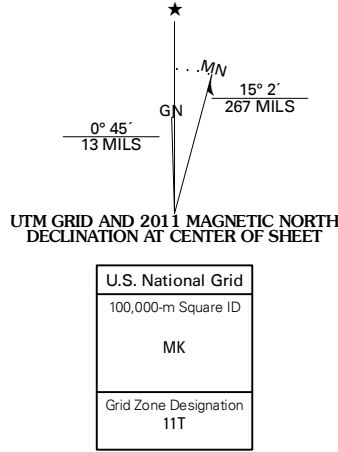 ★
MN
GN
15° 2´
267 MILS
0° 45´
13 MILS
UTM GRID AND 2011 MAGNETIC NORTH
DECLINATION AT CENTER OF SHEET
U.S. National Grid
100,000-m Square ID
MK
Grid Zone Designation
11T